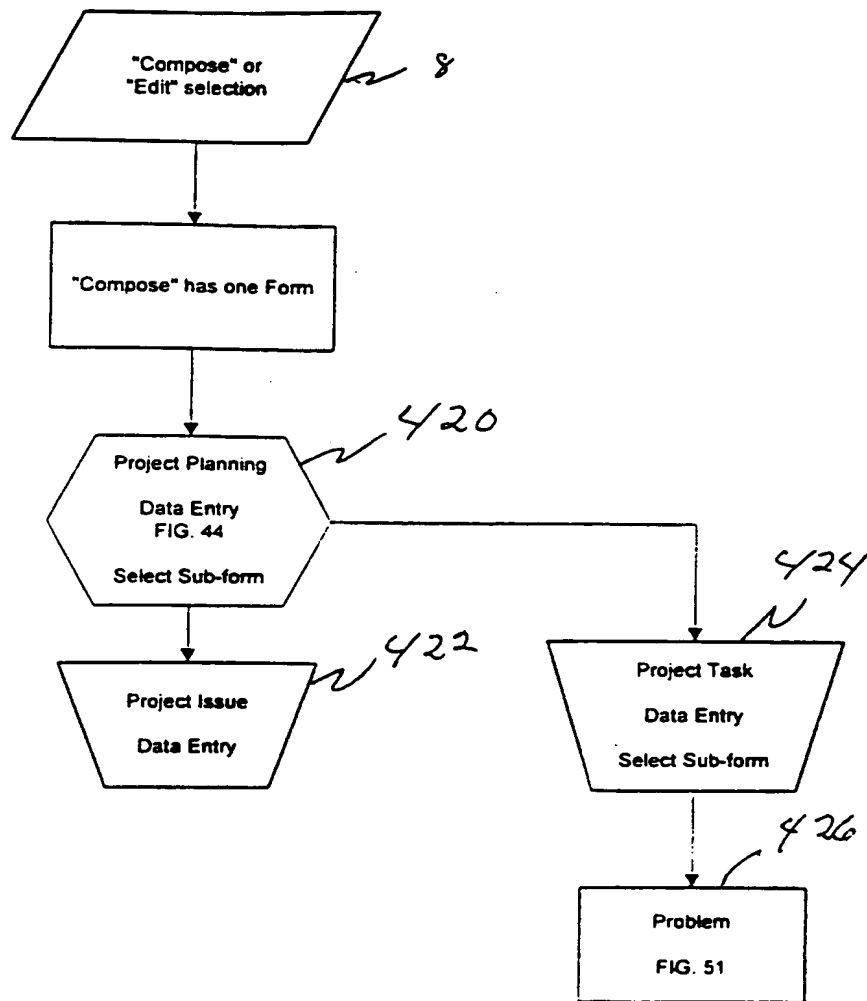 "Compose" or
"Edit" selection
8
"Compose" has one Form
420
Project Planning
Data Entry
FIG. 44
Select Sub-form
422
Project Issue
Data Entry
424
Project Task
Data Entry
Select Sub-form
426
Problem
FIG. 51